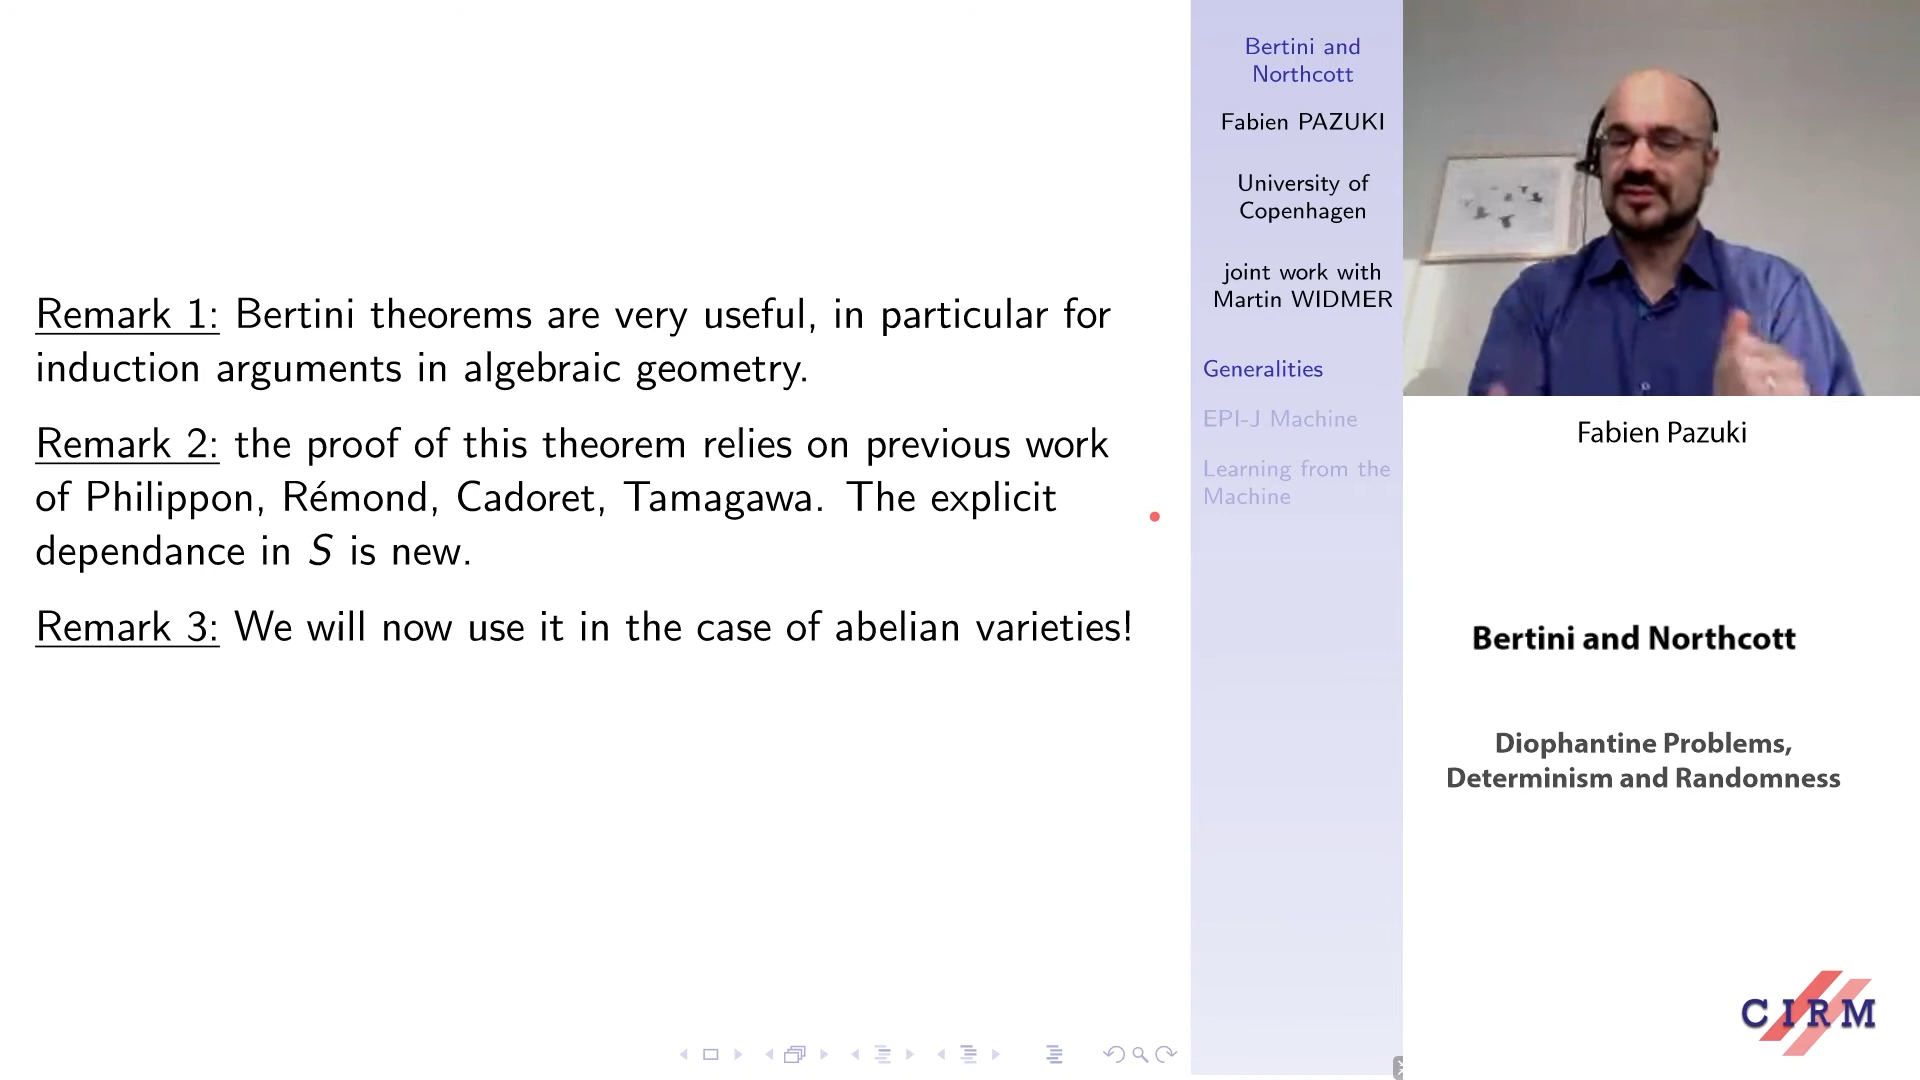 Remark 1: Bertini theorems are very useful, in particular for
induction arguments in algebraic geometry.
Remark 2: the proof of this theorem relies on previous work
of Philippon, Rémond, Cadoret, Tamagawa. The explicit
dependance in S is new.
Remark 3: We will now use it in the case of abelian varieties!
Bertini and
Northcott
Fabien PAZUKI
University of
Copenhagen
joint work with
Martin WIDMER
Generalities
EPI-J Machine
Learning from the
Machine
Fabien Pazuki
Bertini and Northcott
Diophantine Problems,
Determinism and Randomness
CIRM